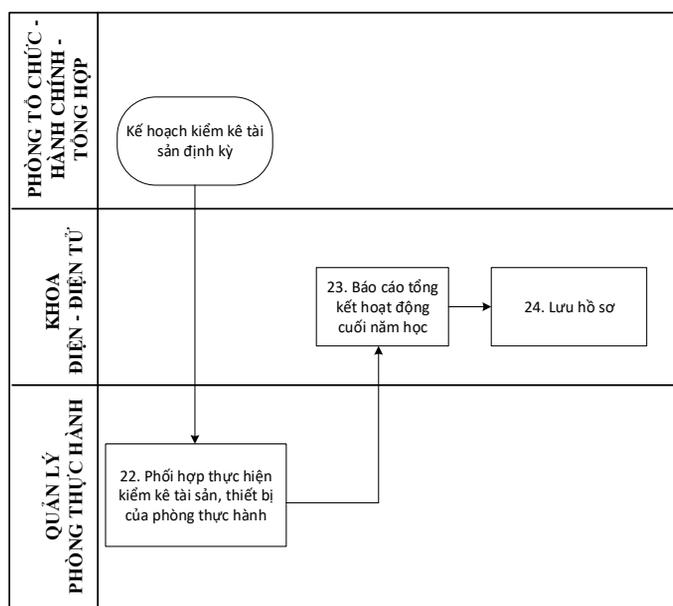 PHÒNG TỔ CHỨC -
HÀNH CHÍNH -
TỔNG HỢP
Kế hoạch kiểm kê tài
sản định kỳ
KHOA
ĐIỆN - ĐIỆN TỬ
23. Báo cáo tổng
kết hoạt động
cuối năm học
24. Lưu hồ sơ
QUẢN LÝ
PHÒNG THỰC HÀNH
22. Phối hợp thực hiện
kiểm kê tài sản, thiết bị
của phòng thực hành